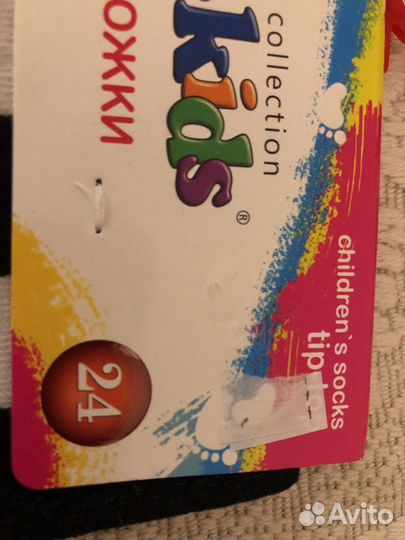 kids®
collection
ожки
children`s socks
24
Avito